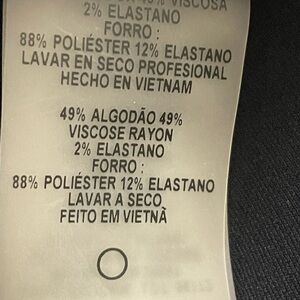 VISCOSA
2% ELASTANO
FORRO :
88% POLIÉSTER 12% ELASTANO
LAVAR EN SECO PROFESIONAL
HECHO EN VIETNAM
49% ALGODÃO 49%
VISCOSE RAYON
2% ELASTANO
FORRO :
88% POLIÉSTER 12% ELASTANO
LAVAR A SECO
FEITO EM VIETNÃ